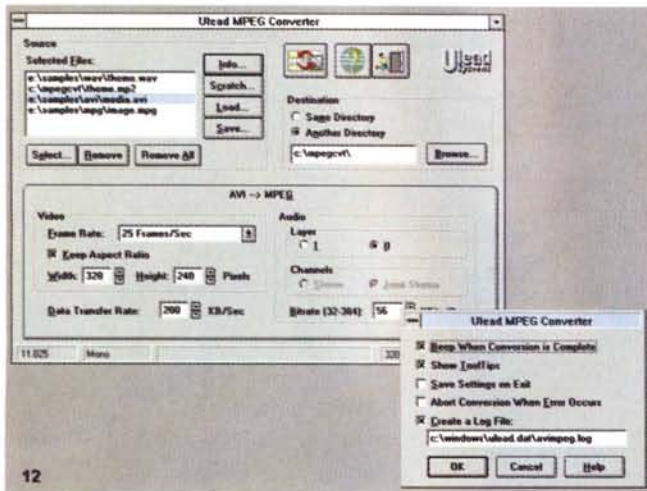 Ulead MPEG Converter
Source
Selected Files:
e:\samples\wav\theme.wav
c:\mpegcvt\theme.mp2
e:\samples\avi\media.avi
e:\samples\mpg\image.mpg
Info...
Scratch...
Load...
Save...
Select...
Remove
Remove All
Ulead
Systems
Destination
Same Directory
Another Directory
c:\mpegcvt\
Browse...
AVI --> MPEG
Video
Frame Rate: 25 Frames/Sec
Keep Aspect Ratio
Width: 320 Height: 240 Pixels
Data Transfer Rate: 200 KB/Sec
Audio
Layer
I
II
Channels
Stereo
Joint Stereo
Bitrate (32-384): 56
11.025 Mono 320
Ulead MPEG Converter
Beep When Conversion is Complete
Show ToolTips
Save Settings on Exit
Abort Conversion When Error Occurs
Create a Log File:
c:\windows\ulead.dat\avimpeg.log
OK
Cancel
Help
12